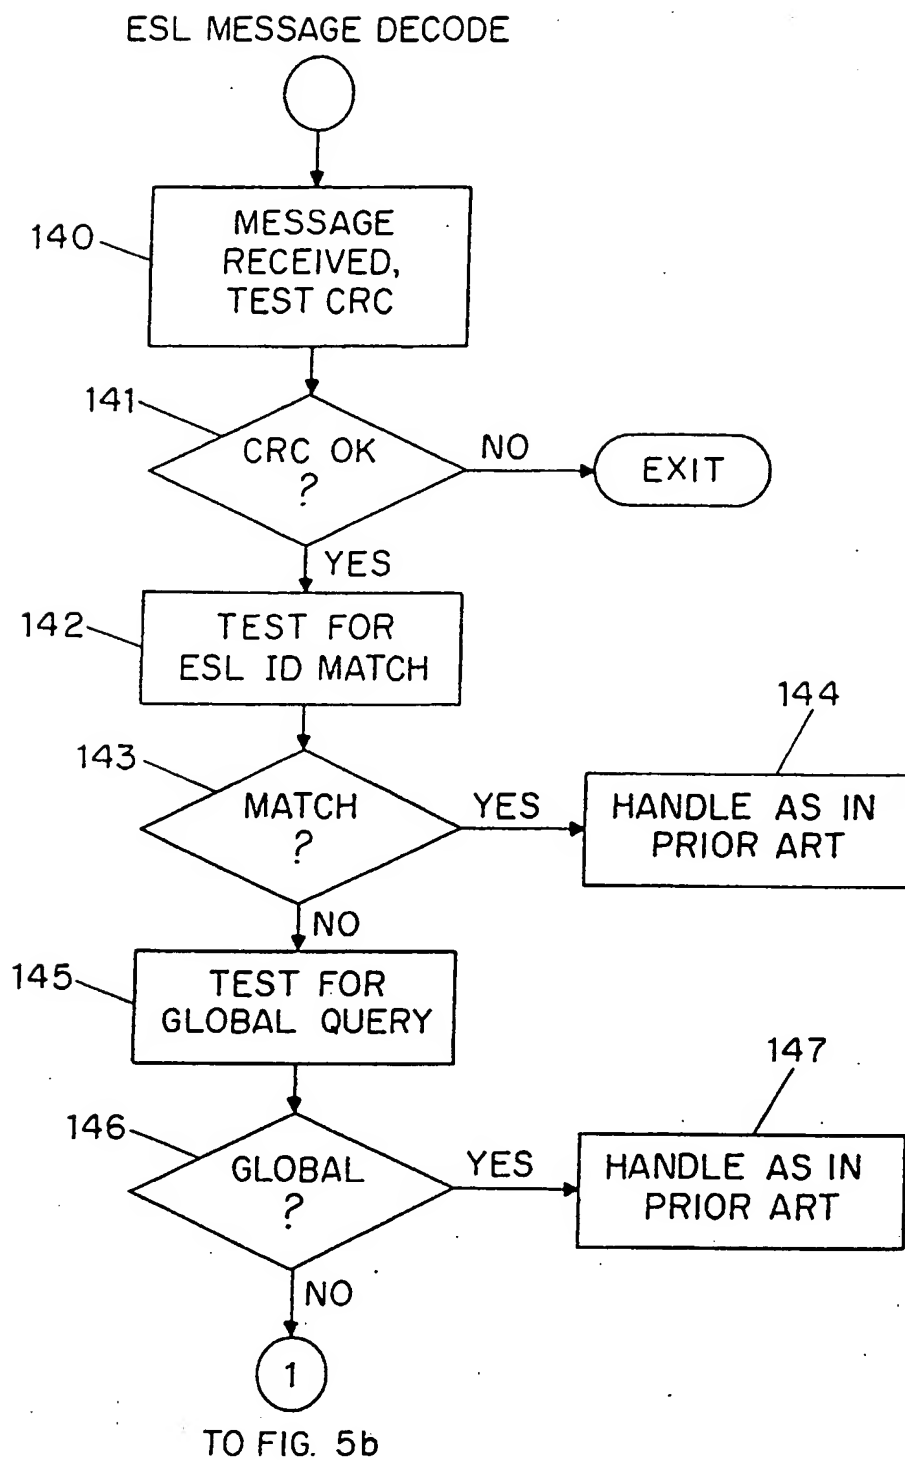 ESL MESSAGE DECODE
140
MESSAGE
RECEIVED,
TEST CRC
141
CRC OK
?
NO
EXIT
YES
142
TEST FOR
ESL ID MATCH
143
MATCH
?
YES
144
HANDLE AS IN
PRIOR ART
NO
145
TEST FOR
GLOBAL QUERY
146
GLOBAL
?
YES
147
HANDLE AS IN
PRIOR ART
NO
1
TO FIG. 5b